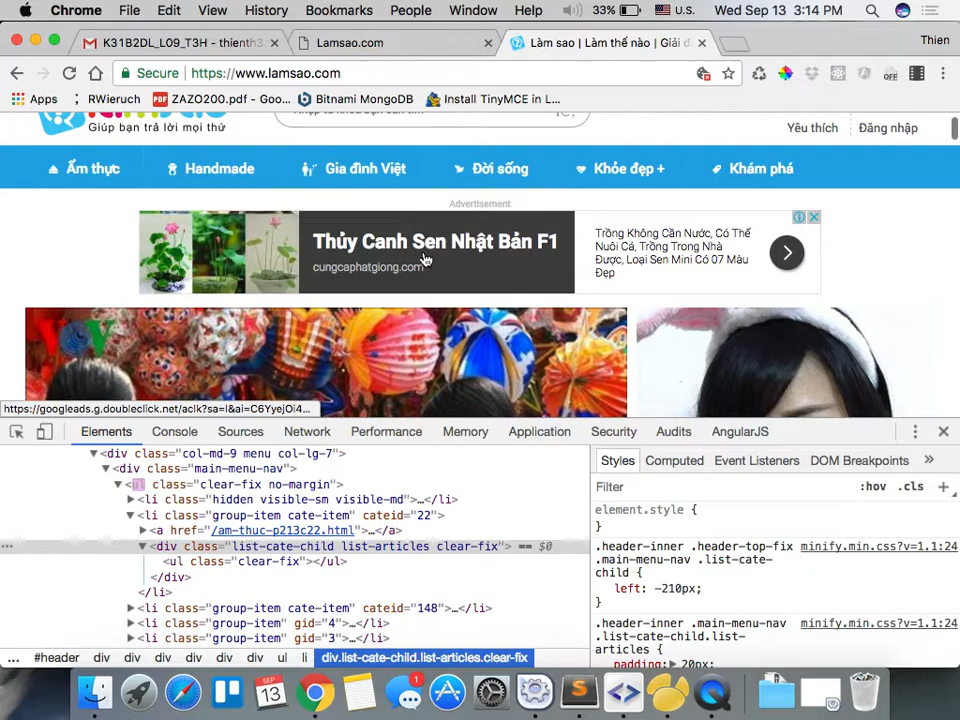 Chrome File Edit View History Bookmarks People Window Help 33% U.S. Wed Sep 13 3:14 PM
K31B2DL_L09_T3H - thienth3 × Lamsao.com × Làm sao | Làm thế nào | Giải đ ×
Thien
Secure | https://www.lamsao.com
Apps RWieruch ZAZO200.pdf - Goo... Bitnami MongoDB Install TinyMCE in L...
Giúp bạn trả lời mọi thứ
Yêu thích Đăng nhập
Ẩm thực Handmade Gia đình Việt Đời sống Khỏe đẹp + Khám phá
Advertisement
Thủy Canh Sen Nhật Bản F1
cungcaphatgiong.com
Trồng Không Cần Nước, Có Thể
Nuôi Cá, Trồng Trong Nhà
Được, Loại Sen Mini Có 07 Màu
Đẹp
https://googleads.g.doubleclick.net/aclk?sa=l&ai=C6YyejOi4...
Elements Console Sources Network Performance Memory Application Security Audits AngularJS
▼<div class="col-md-9 menu col-lg-7">
▼<div class="main-menu-nav">
▼<ul class="clear-fix no-margin">
▶<li class="hidden visible-sm visible-md">…</li>
▼<li class="group-item cate-item" cateid="22">
▶<a href="/am-thuc-p213c22.html">…</a>
▼<div class="list-cate-child list-articles clear-fix"> == $0
<ul class="clear-fix"></ul>
</div>
</li>
▶<li class="group-item cate-item" cateid="148">…</li>
▶<li class="group-item cate-item" gid="4">…</li>
▶<li class="group-item cate-item" gid="3">…</li>
... #header div div div div div ul li div.list-cate-child.list-articles.clear-fix
Styles Computed Event Listeners DOM Breakpoints »
Filter :hov .cls +
element.style {
}
.header-inner .header-top-fix minify.min.css?v=1.1:24
.main-menu-nav .list-cate-
child {
left: -210px;
}
.header-inner .main-menu-nav minify.min.css?v=1.1:24
.list-cate-child.list-
articles {
padding:▶ 20px;
SEP
13
1